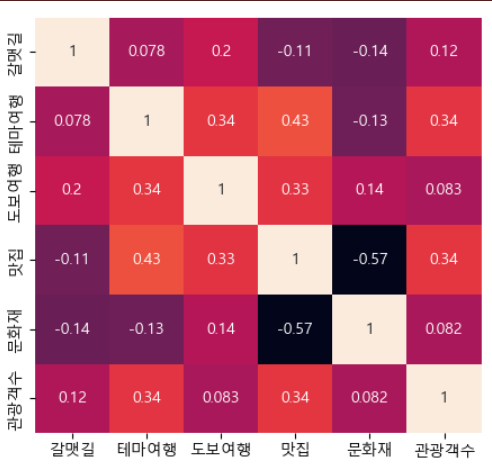 갈맷길 1 0.078 0.2 -0.11 -0.14 0.12
테마여행 0.078 1 0.34 0.43 -0.13 0.34
도보여행 0.2 0.34 1 0.33 0.14 0.083
맛집 -0.11 0.43 0.33 1 -0.57 0.34
문화재 -0.14 -0.13 0.14 -0.57 1 0.082
관광객수 0.12 0.34 0.083 0.34 0.082 1
갈맷길 테마여행 도보여행 맛집 문화재 관광객수